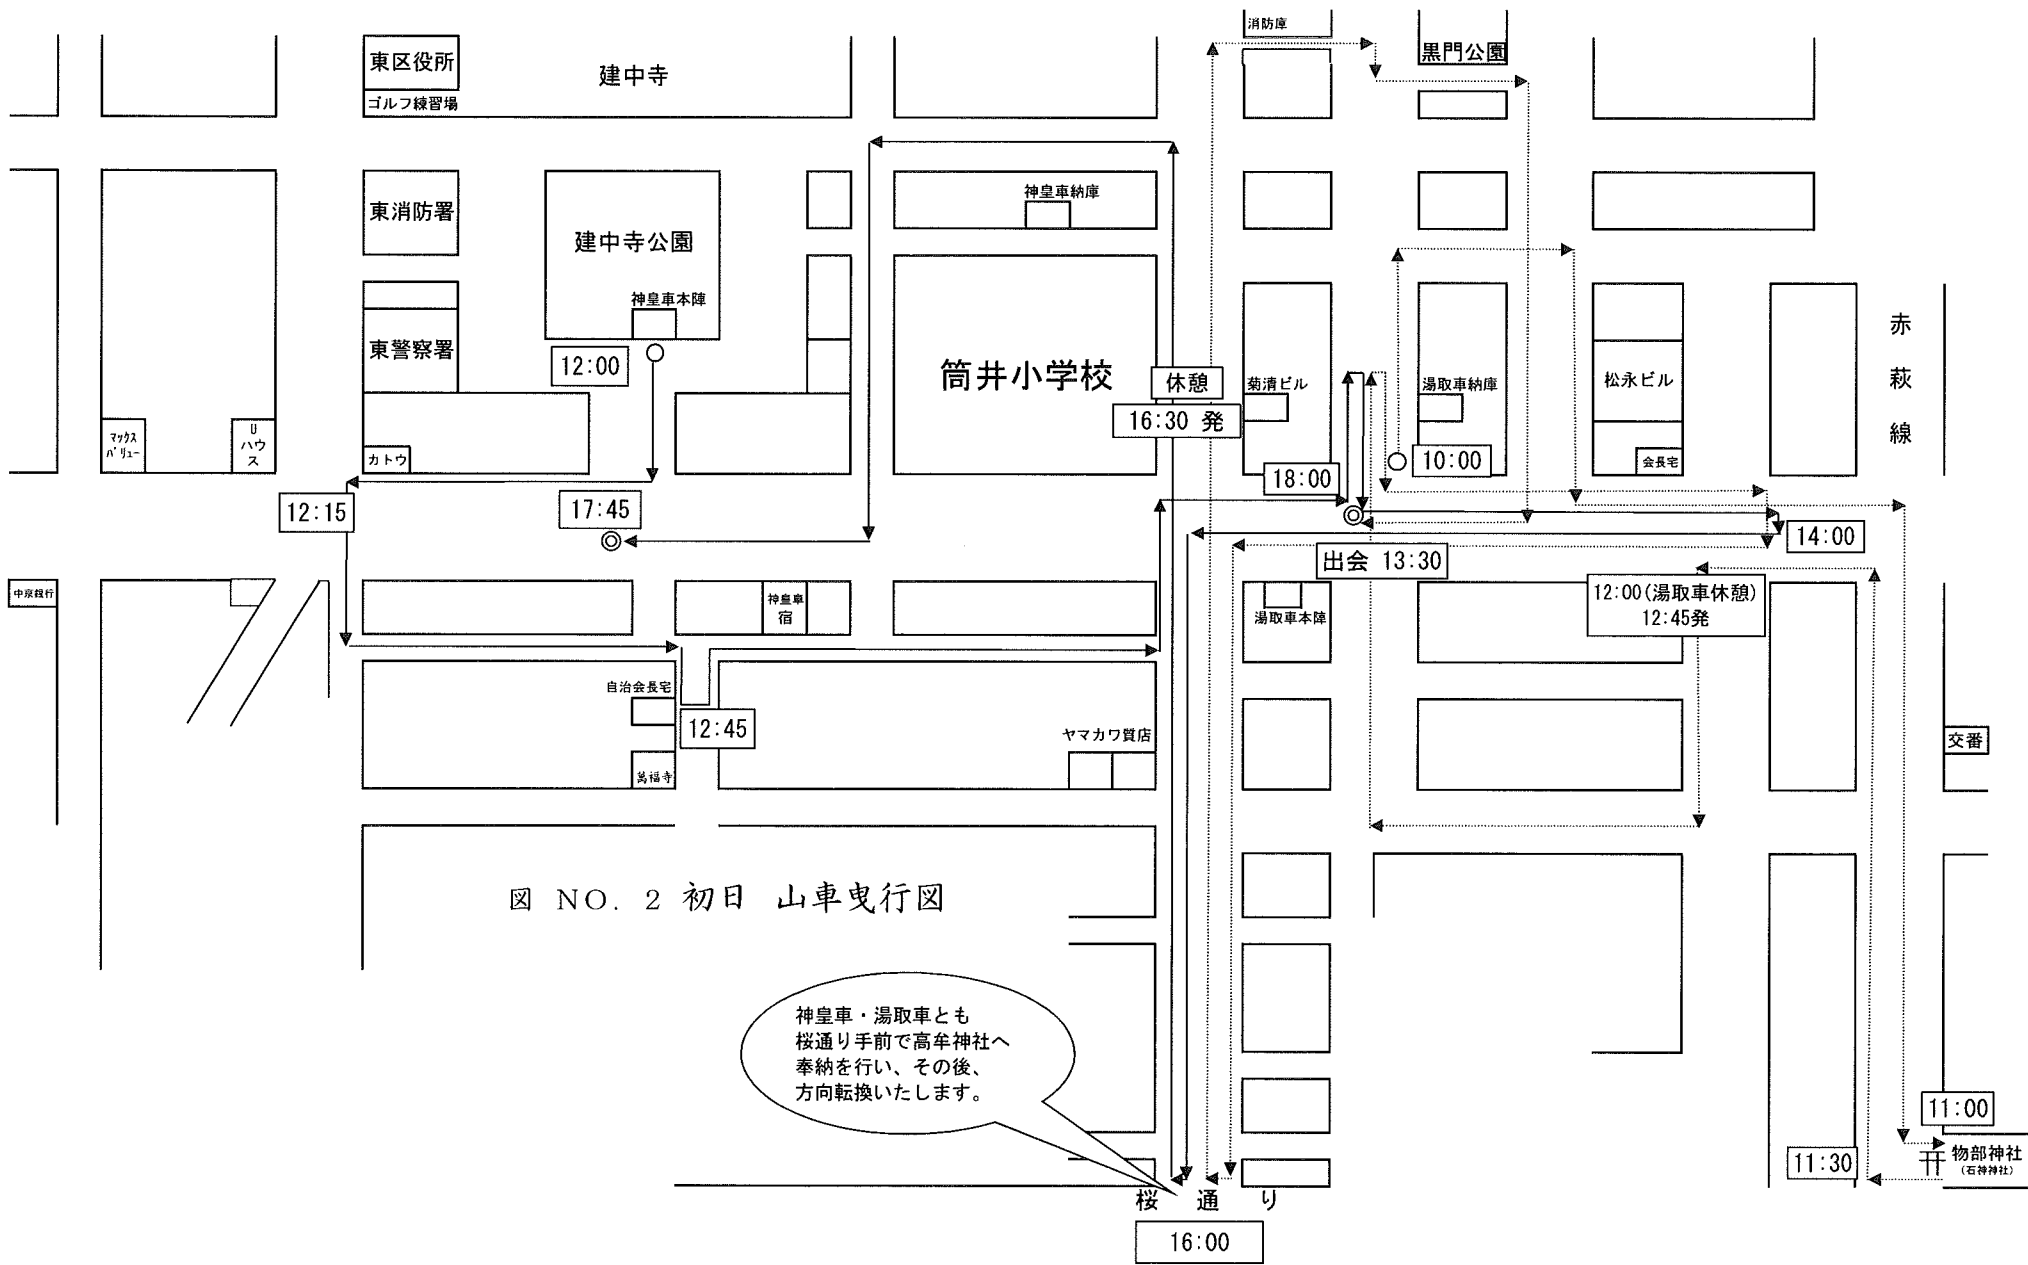 消防庫
東区役所
建中寺
黒門公園
ゴルフ練習場
東消防署
神皇車納庫
建中寺公園
神皇車本陣
赤萩線
東警察署
12:00
筒井小学校
休憩
16:30 発
菊清ビル
湯取車納庫
松永ビル
マックス
バリュー
U
ハウ
ス
カトウ
18:00
10:00
会長宅
12:15
17:45
14:00
出会 13:30
中京銀行
神皇車
宿
湯取車本陣
12:00(湯取車休憩)
12:45発
自治会長宅
12:45
ヤマカワ質店
萬福寺
交番
図 NO. 2 初日 山車曳行図
神皇車・湯取車とも
桜通り手前で高牟神社へ
奉納を行い、その後、
方向転換いたします。
11:00
11:30
物部神社
(石神神社)
桜 通 り
16:00